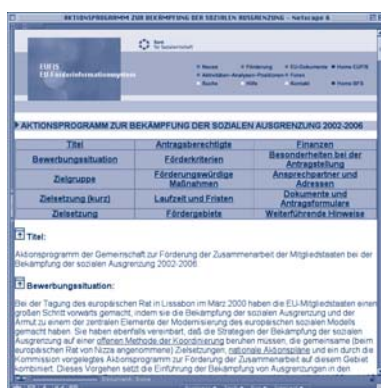 AKTIONSPROGRAMM ZUR BEKÄMPFUNG DER SOZIALEN AUSGRENZUNG - Netscape 6
Bank
für Sozialwirtschaft
EUFIS
EU-Förderinformationssystem
Neues Förderung EU-Dokumente Home EUFIS
Aktivitäten-Analysen-Positionen Foren
Suche Hilfe Kontakt Home BFS
AKTIONSPROGRAMM ZUR BEKÄMPFUNG DER SOZIALEN AUSGRENZUNG 2002-2006
Titel Antragsberechtigte Finanzen
Bewerbungssituation Förderkriterien Besonderheiten bei der Antragstellung
Zielgruppe Förderungswürdige Maßnahmen Ansprechpartner und Adressen
Zielsetzung (kurz) Laufzeit und Fristen Dokumente und Antragsformulare
Zielsetzung Fördergebiete Weiterführende Hinweise
Titel:
Aktionsprogramm der Gemeinschaft zur Förderung der Zusammenarbeit der Mitgliedstaaten bei der
Bekämpfung der sozialen Ausgrenzung 2002-2006
Bewerbungssituation:
Bei der Tagung des europäischen Rat in Lissabon im März 2000 haben die EU-Mitgliedstaaten einen
großen Schritt vorwärts gemacht, indem sie die Bekämpfung der sozialen Ausgrenzung und der
Armut zu einem der zentralen Elemente der Modernisierung des europäischen sozialen Modells
gemacht haben. Sie haben ebenfalls vereinbart, daß die Strategien der Bekämpfung der sozialen
Ausgrenzung auf einer offenen Methode der Koordinierung beruhen müssen, die gemeinsame (beim
europäischen Rat von Nizza angenommene) Zielsetzungen, nationale Aktionspläne und ein durch die
Kommission vorgelegtes Aktionsprogramm zur Förderung der Zusammenarbeit auf diesem Gebiet
kombiniert. Dieses Vorgehen setzt die Einführung der Bekämpfung von Ausgrenzungen in den